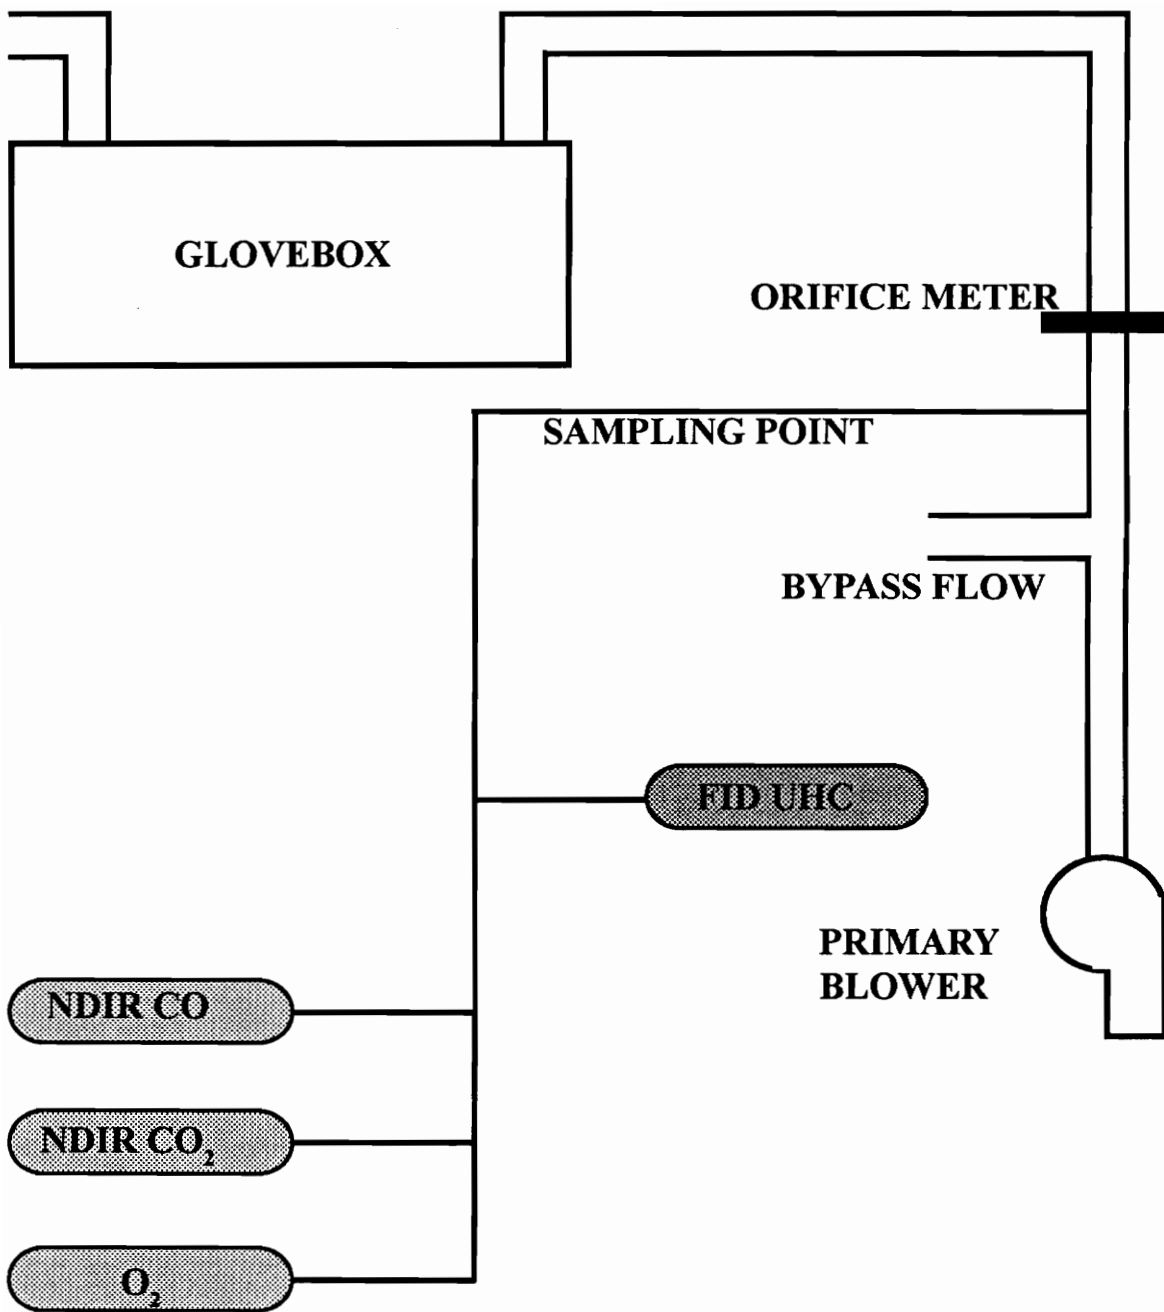 GLOVEBOX
ORIFICE METER
SAMPLING POINT
BYPASS FLOW
FID UHC
PRIMARY
BLOWER
NDIR CO
NDIR CO₂
O₂